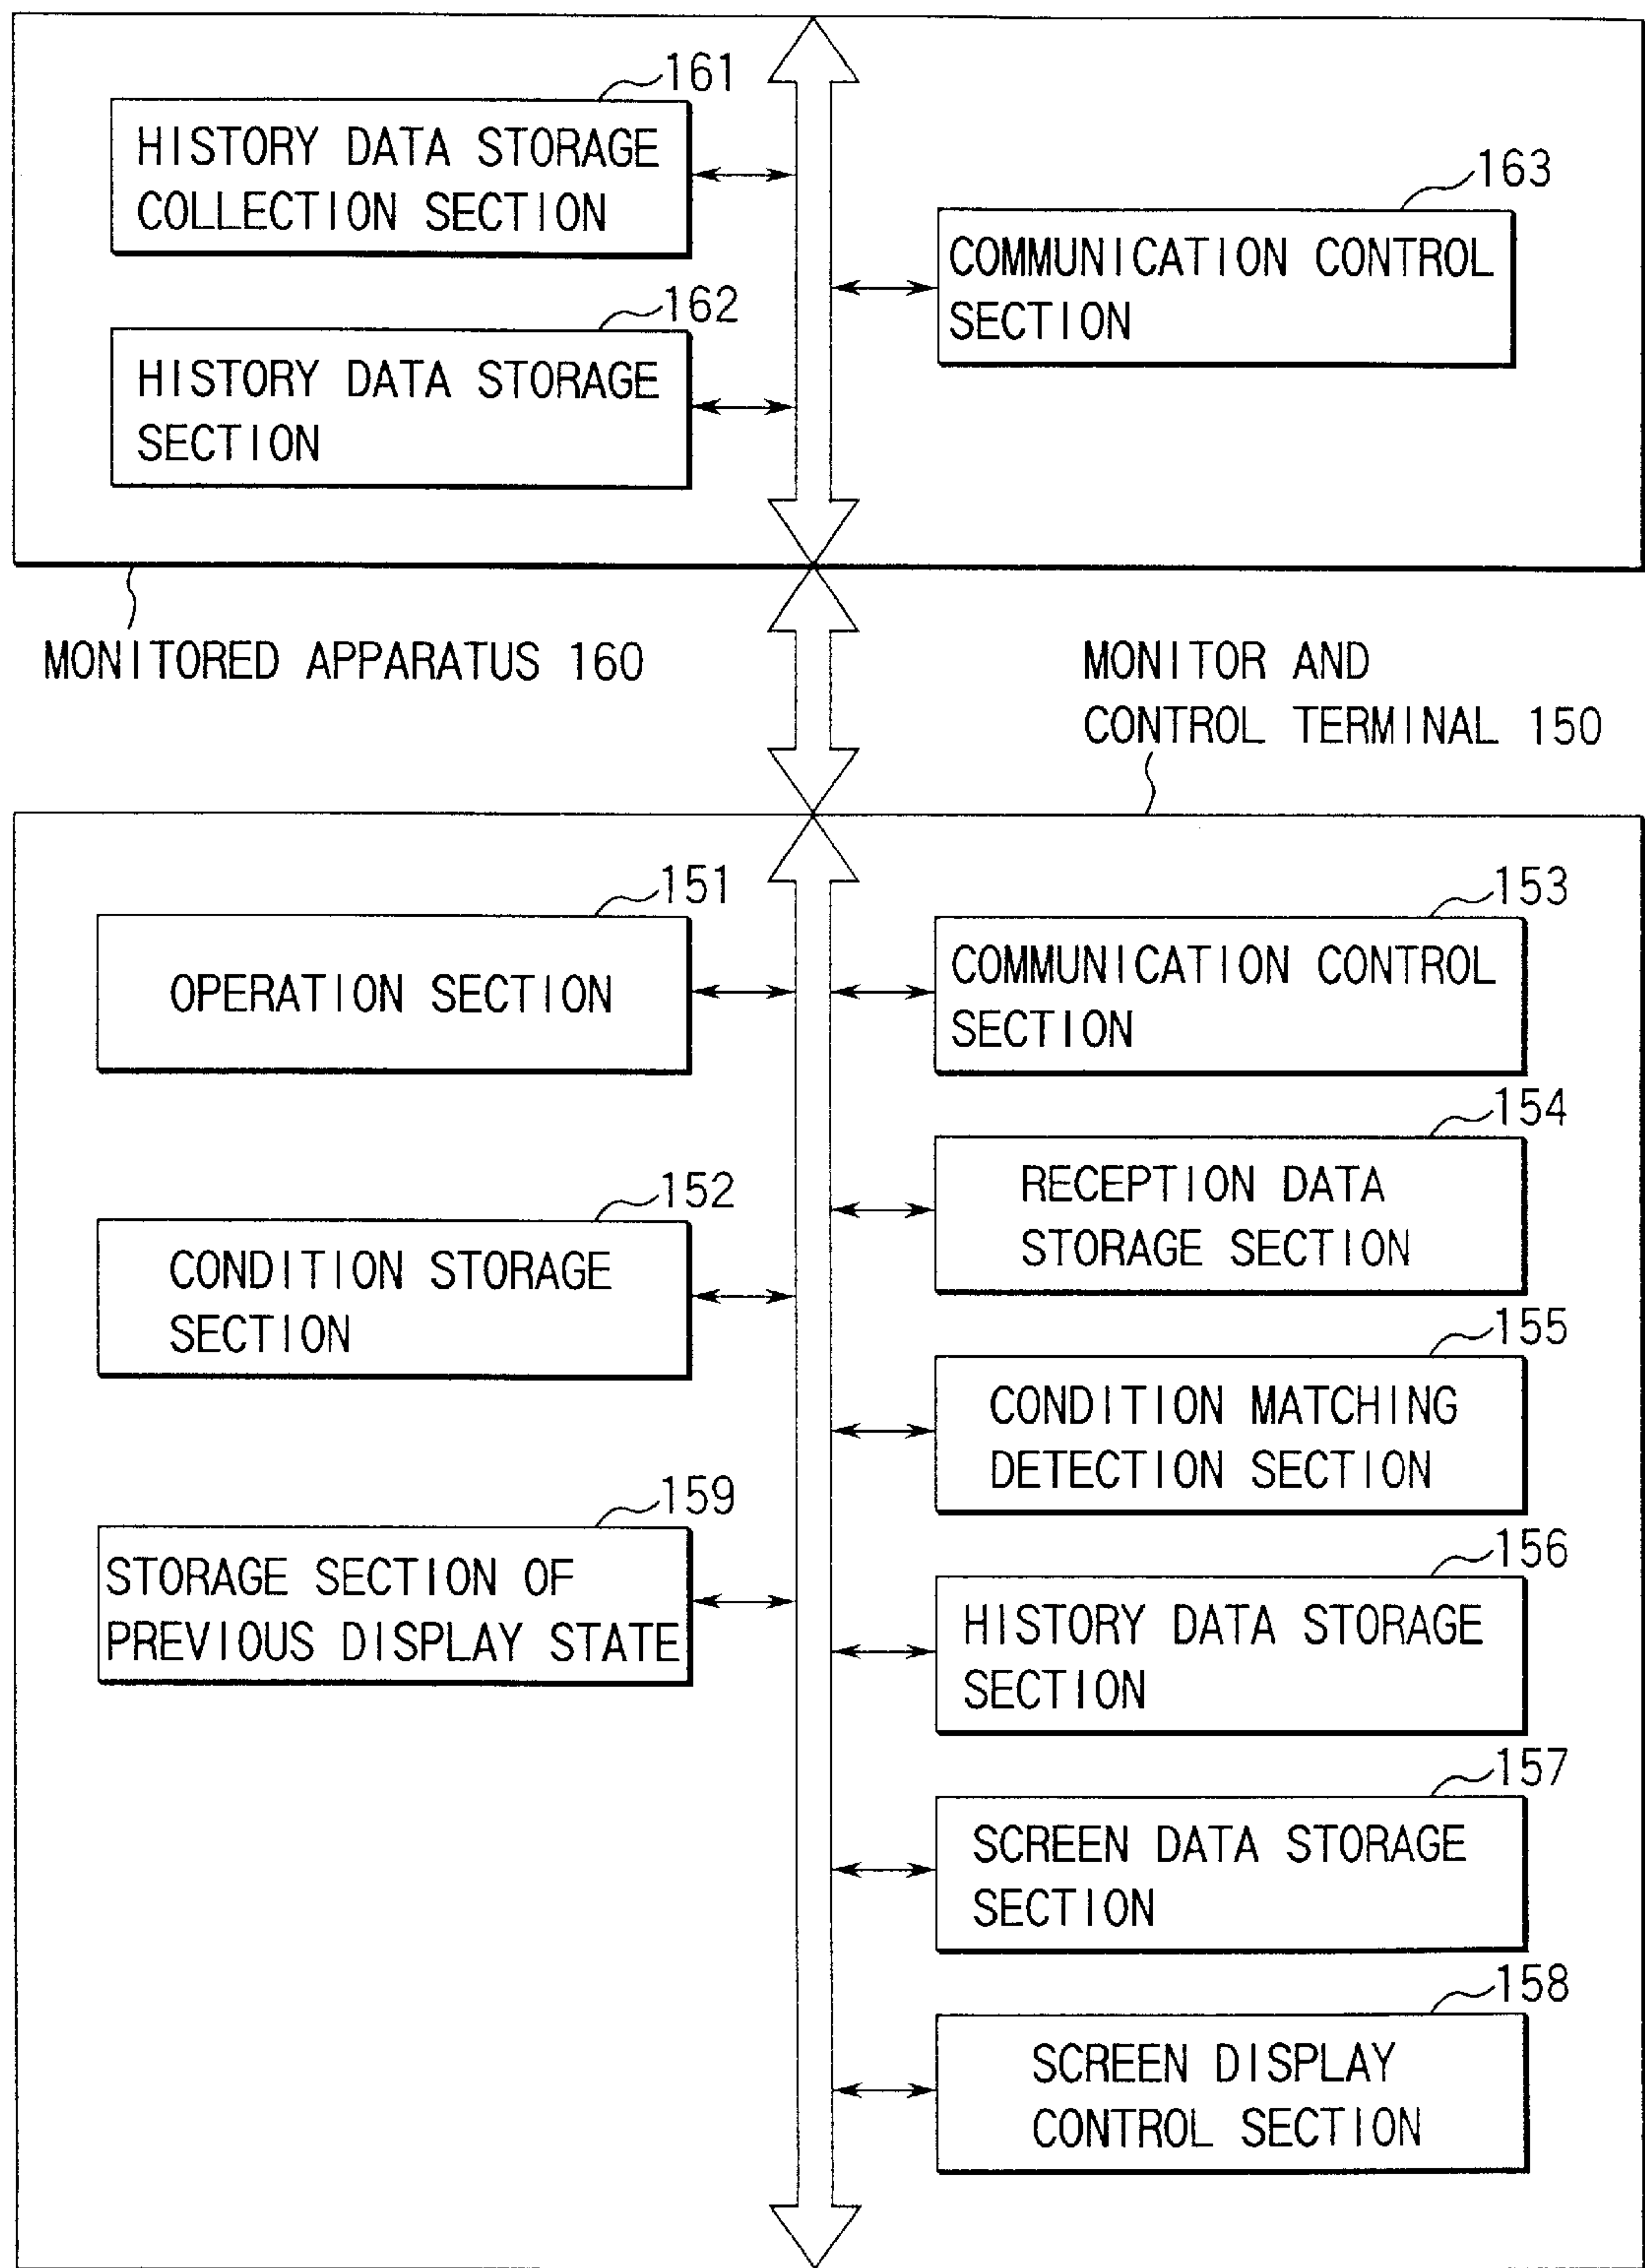 161
HISTORY DATA STORAGE
COLLECTION SECTION
163
COMMUNICATION CONTROL
SECTION
162
HISTORY DATA STORAGE
SECTION
MONITORED APPARATUS 160
MONITOR AND
CONTROL TERMINAL 150
151
OPERATION SECTION
153
COMMUNICATION CONTROL
SECTION
154
RECEPTION DATA
STORAGE SECTION
152
CONDITION STORAGE
SECTION
155
CONDITION MATCHING
DETECTION SECTION
159
STORAGE SECTION OF
PREVIOUS DISPLAY STATE
156
HISTORY DATA STORAGE
SECTION
157
SCREEN DATA STORAGE
SECTION
158
SCREEN DISPLAY
CONTROL SECTION